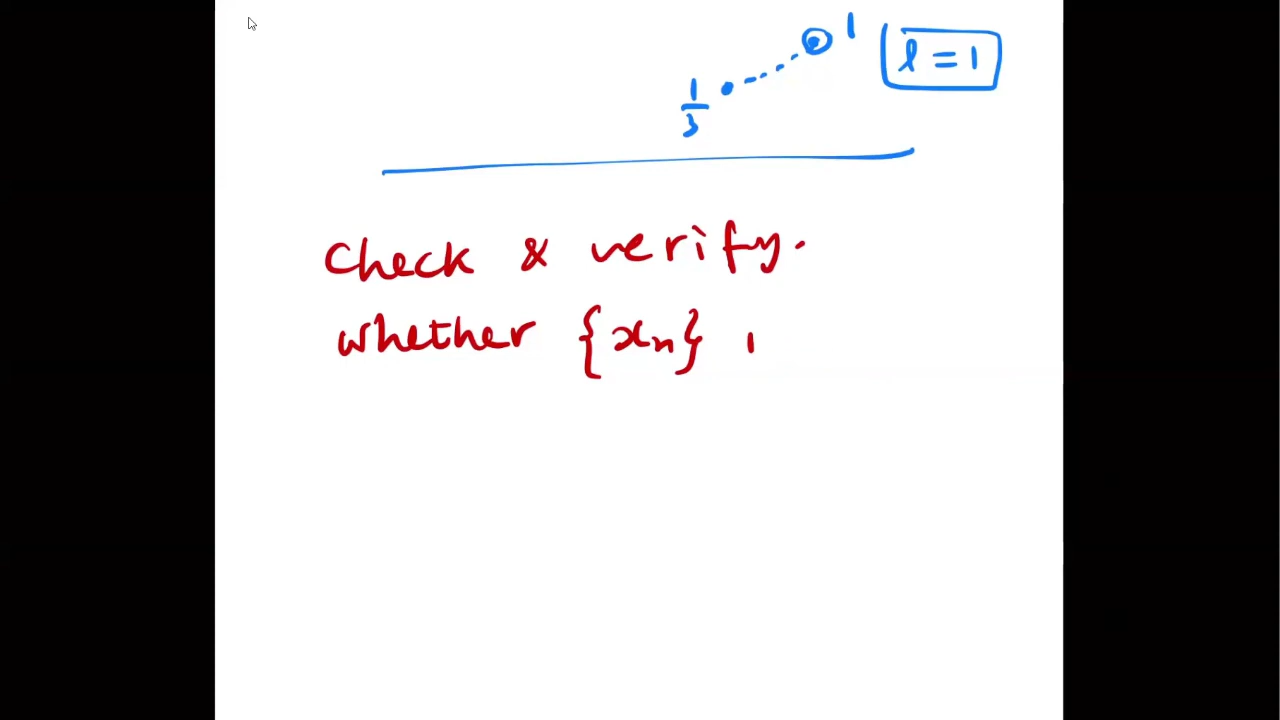 1
l = 1
1/3
Check & verify.
whether {xn}